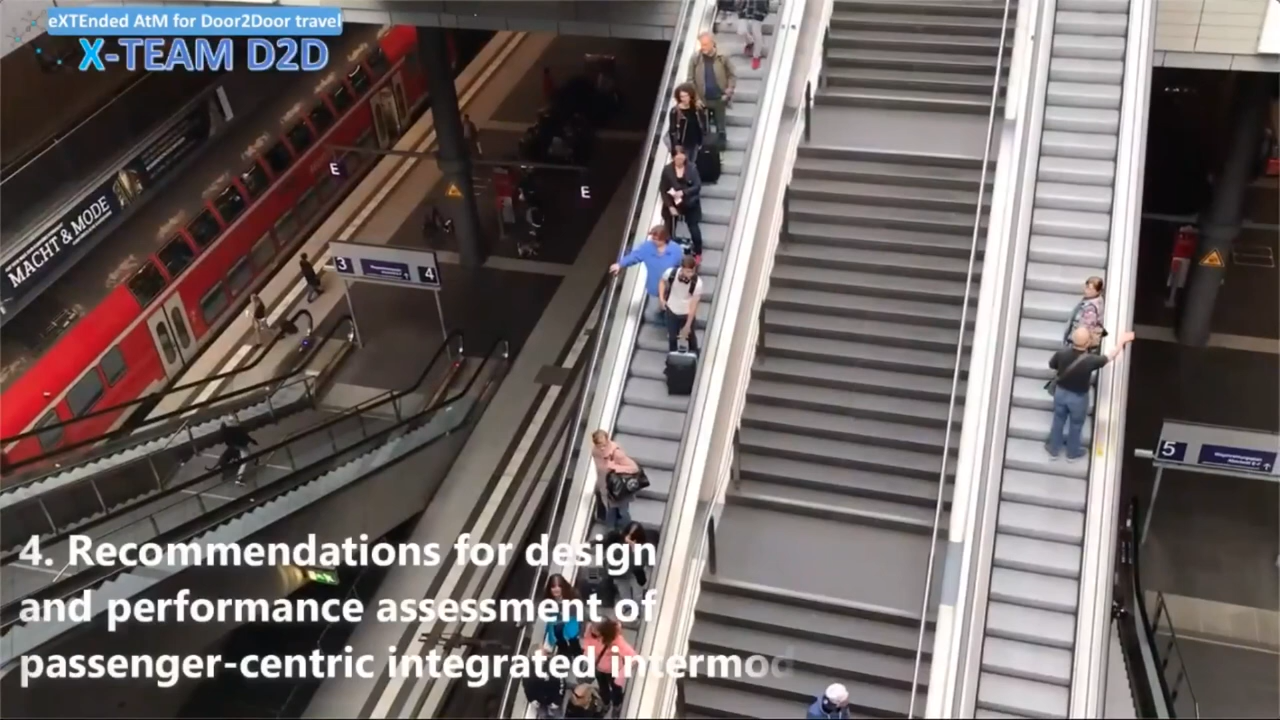 eXTEnded AtM for Door2Door travel
X-TEAM D2D
MACHT & MODE
E
E
3
4
5
4. Recommendations for design
and performance assessment of
passenger-centric integrated intermod